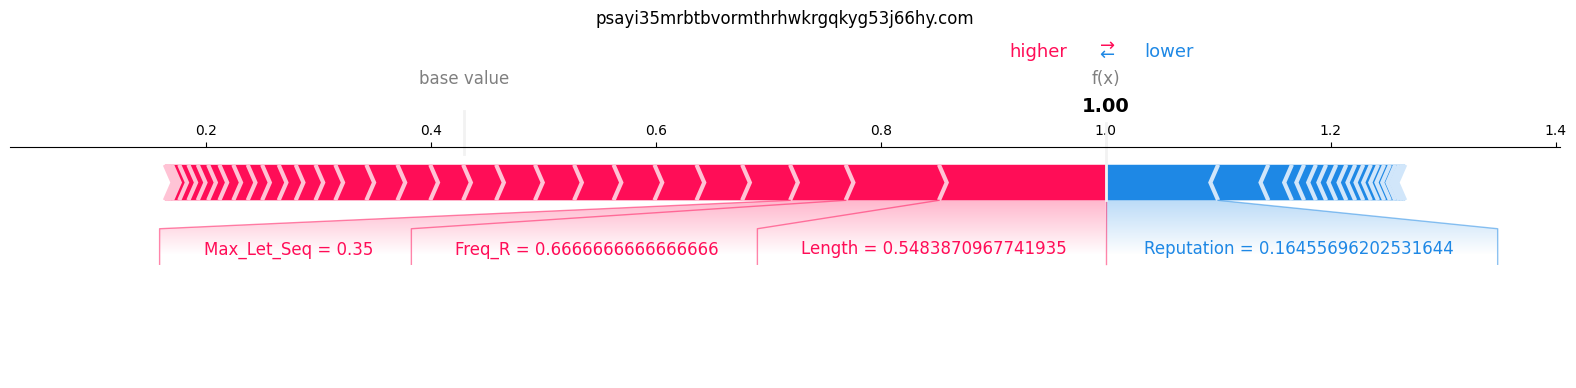 psayi35mrbtbvormthrhwkrgqkyg53j66hy.com
higher ⇄ lower
base value f(x)
1.00
0.2 0.4 0.6 0.8 1.0 1.2 1.4
Max_Let_Seq = 0.35 Freq_R = 0.6666666666666666 Length = 0.5483870967741935 Reputation = 0.16455696202531644